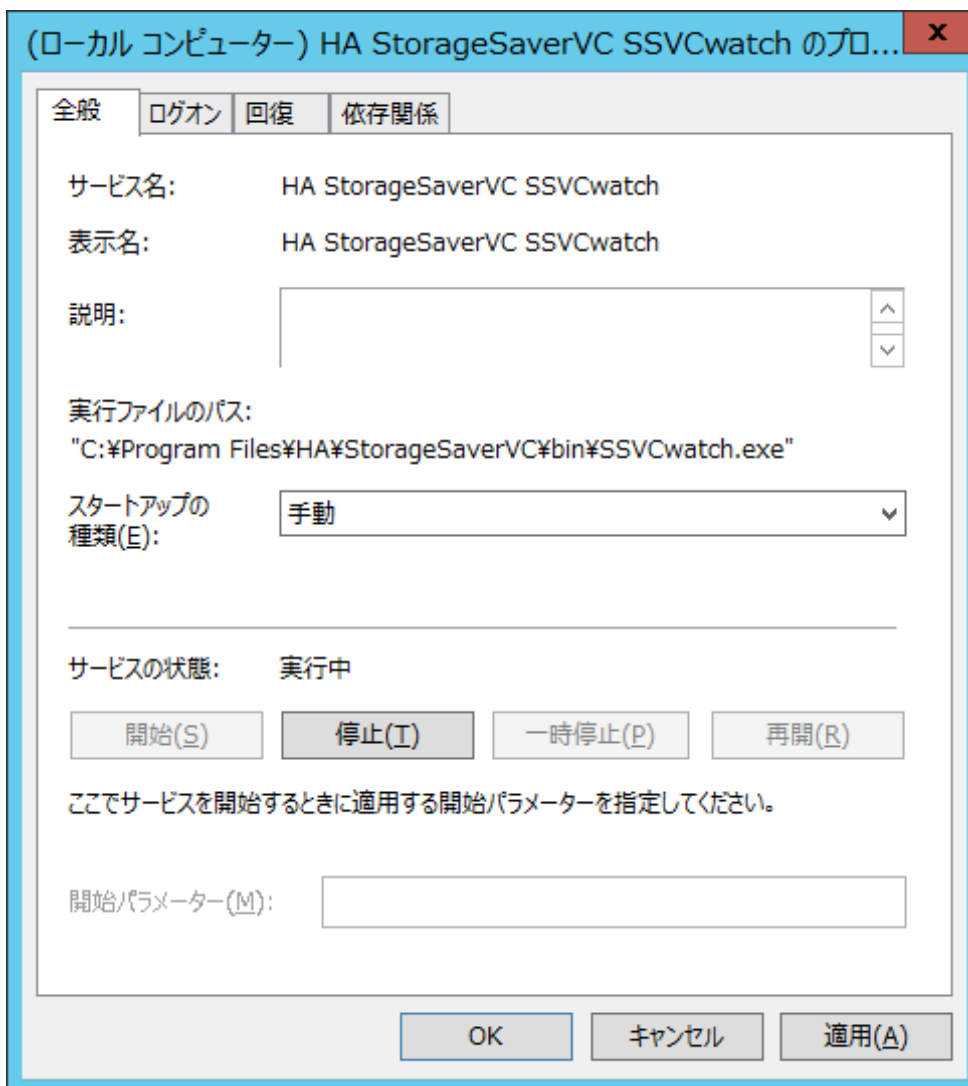 (ローカル コンピューター) HA StorageSaverVC SSVCwatch のプロ... x
全般 ログオン 回復 依存関係
サービス名: HA StorageSaverVC SSVCwatch
表示名: HA StorageSaverVC SSVCwatch
説明:
実行ファイルのパス:
"C:¥Program Files¥HA¥StorageSaverVC¥bin¥SSVCwatch.exe"
スタートアップの
種類(E): 手動
サービスの状態: 実行中
開始(S) 停止(T) 一時停止(P) 再開(R)
ここでサービスを開始するときに適用する開始パラメーターを指定してください。
開始パラメーター(M):
OK キャンセル 適用(A)